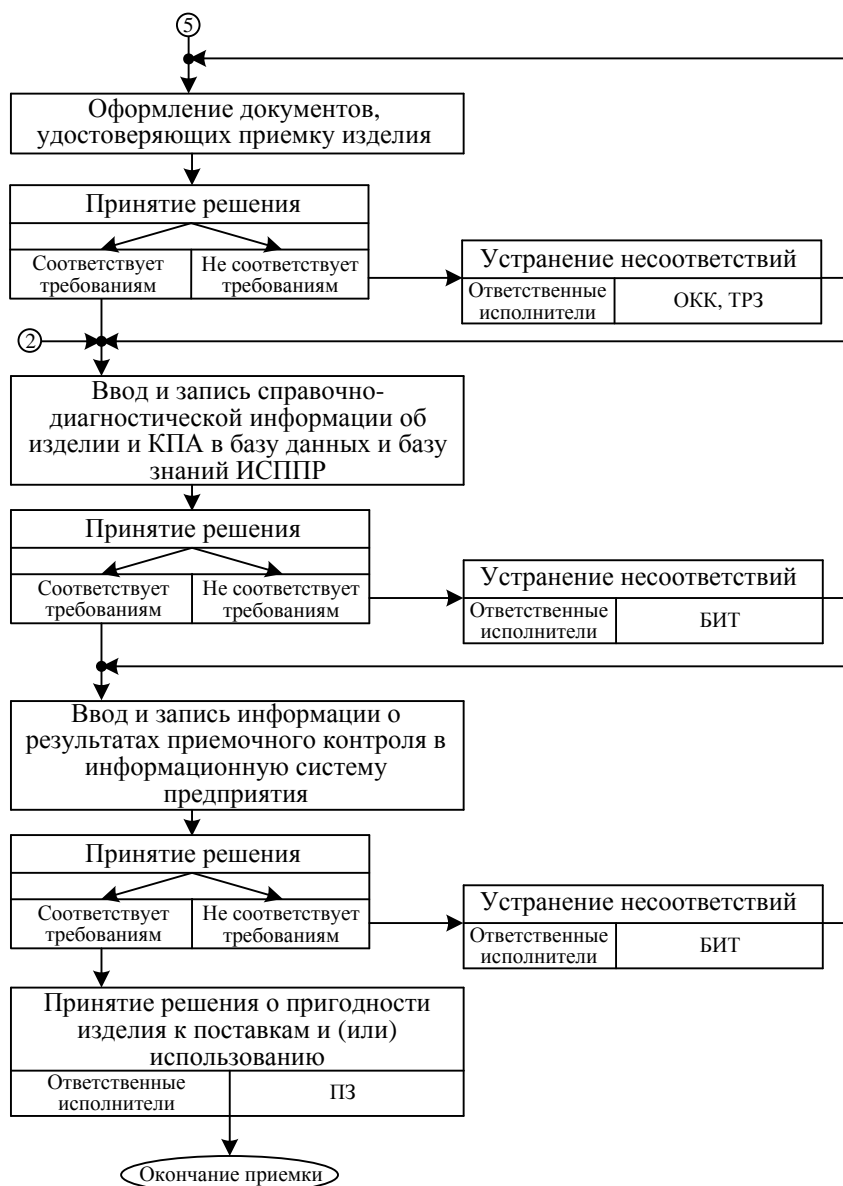 5
Оформление документов,
удостоверяющих приемку изделия
Принятие решения
Соответствует
требованиям
Не соответствует
требованиям
Устранение несоответствий
Ответственные
исполнители
ОКК, ТРЗ
2
Ввод и запись справочно-
диагностической информации об
изделии и КПА в базу данных и базу
знаний ИСППР
Принятие решения
Соответствует
требованиям
Не соответствует
требованиям
Устранение несоответствий
Ответственные
исполнители
БИТ
Ввод и запись информации о
результатах приемочного контроля в
информационную систему
предприятия
Принятие решения
Соответствует
требованиям
Не соответствует
требованиям
Устранение несоответствий
Ответственные
исполнители
БИТ
Принятие решения о пригодности
изделия к поставкам и (или)
использованию
Ответственные
исполнители
ПЗ
Окончание приемки